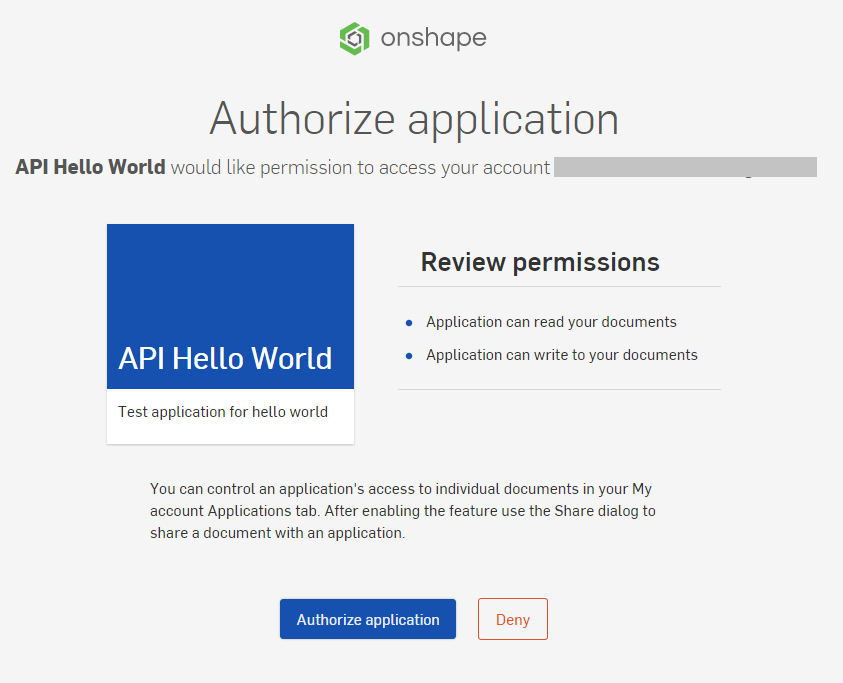 onshape
Authorize application
API Hello World would like permission to access your account
API Hello World
Test application for hello world
Review permissions
Application can read your documents
Application can write to your documents
You can control an application's access to individual documents in your My
account Applications tab. After enabling the feature use the Share dialog to
share a document with an application.
Authorize application
Deny